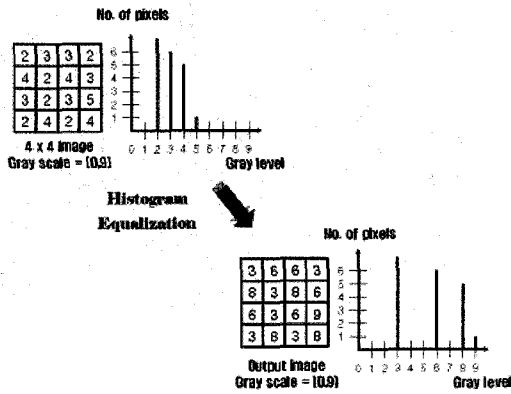 No. of pixels
2 3 3 2
4 2 4 3
3 2 3 5
2 4 2 4
6
5
4
3
2
1
0 1 2 3 4 5 6 7 8 9
Gray level
4 x 4 image
Gray scale = [0,9]
Histogram
Equalization
No. of pixels
3 6 6 3
8 3 8 6
6 3 6 9
3 8 3 8
6
5
4
3
2
1
0 1 2 3 4 5 6 7 8 9
Gray level
Output image
Gray scale = [0,9]